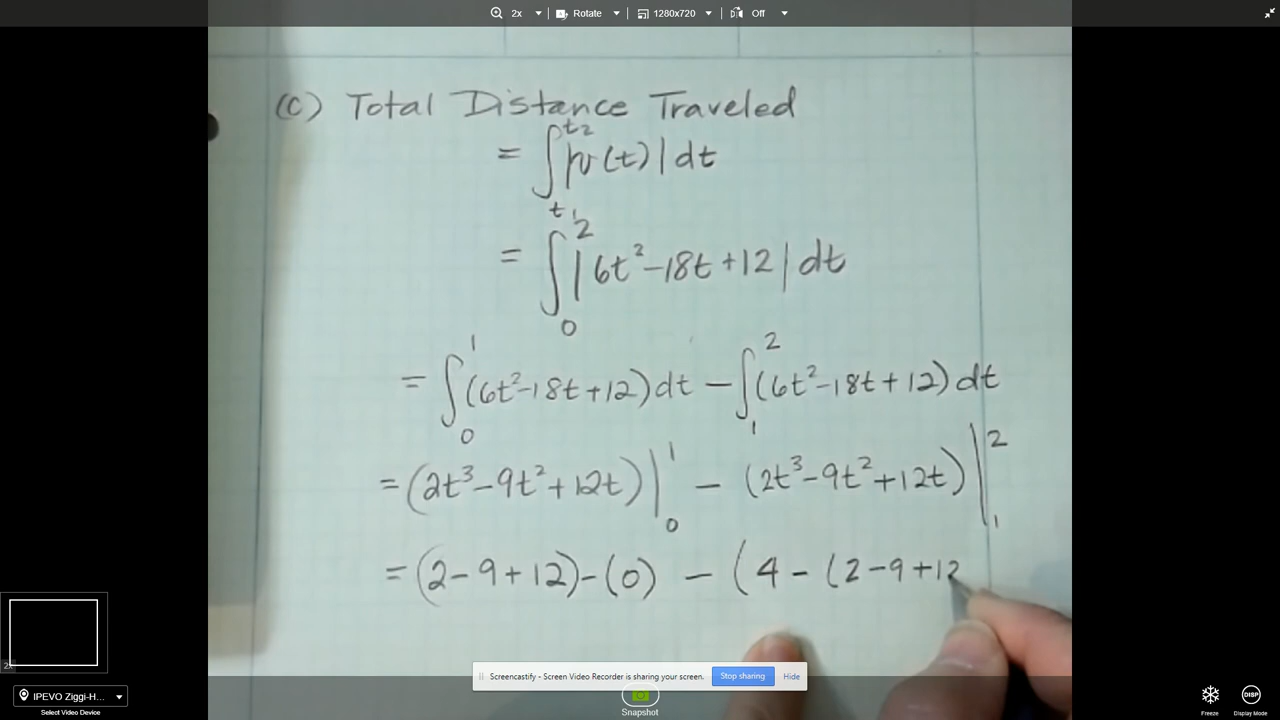 2x Rotate 1280x720 Off
(c) Total Distance Traveled
= ∫_{t1}^{t2} |v(t)| dt
= ∫_0^2 |6t²-18t+12| dt
= ∫_0^1 (6t²-18t+12) dt - ∫_1^2 (6t²-18t+12) dt
= (2t³-9t²+12t)|_0^1 - (2t³-9t²+12t)|_1^2
= (2-9+12)-(0) - (4-(2-9+12
2x
Screencastify - Screen Video Recorder is sharing your screen. Stop sharing Hide
IPEVO Ziggi-H...
Select Video Device
Snapshot
Freeze
DISP
Display Mode